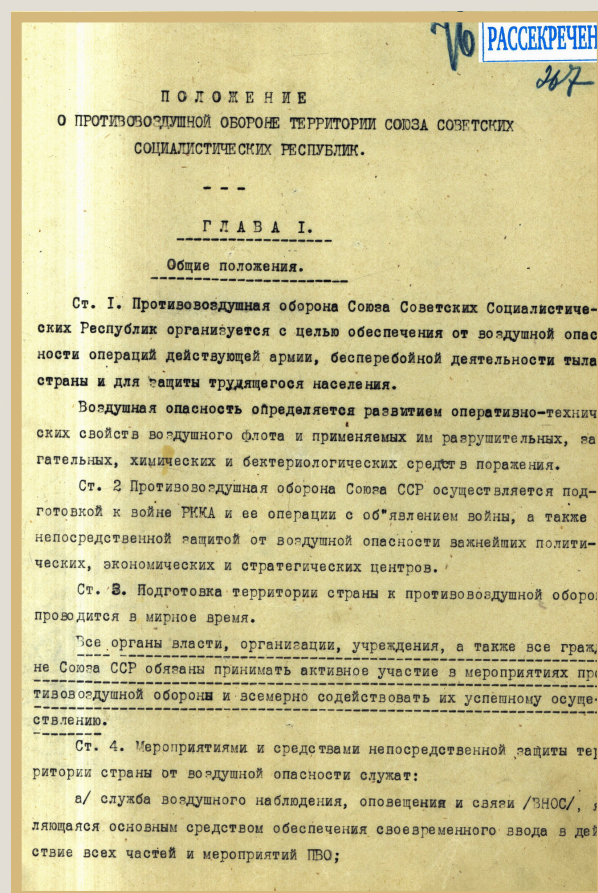 76
РАССЕКРЕЧЕН
267
ПОЛОЖЕНИЕ
О ПРОТИВОВОЗДУШНОЙ ОБОРОНЕ ТЕРРИТОРИИ СОЮЗА СОВЕТСКИХ
СОЦИАЛИСТИЧЕСКИХ РЕСПУБЛИК.
---
ГЛАВА I.
Общие положения.
Ст. I. Противовоздушная оборона Союза Советских Социалистиче-
ских Республик организуется с целью обеспечения от воздушной опас
ности операций действующей армии, бесперебойной деятельности тыла
страны и для защиты трудящегося населения.
Воздушная опасность определяется развитием оперативно-технич
ских свойств воздушного флота и применяемых им разрушительных, за
гательных, химических и бектериологических средств поражения.
Ст. 2 Противовоздушная оборона Союза ССР осуществляется под-
готовкой к войне РККА и ее операции с об"явлением войны, а также
непосредственной защитой от воздушной опасности важнейших полити-
ческих, экономических и стратегических центров.
Ст. 3. Подготовка территории страны к противовоздушной оборо
проводится в мирное время.
Все органы власти, организации, учреждения, а также все граж
не Союза ССР обязаны принимать активное участие в мероприятиях про
тивовоздушной обороны и всемерно содействовать их успешному осуще-
ствлению.
Ст. 4. Мероприятиями и средствами непосредственной защиты тер
ритории страны от воздушной опасности служат:
а/ служба воздушного наблюдения, оповещения и связи /ВНОС/, я
ляющаяся основным средством обеспечения своевременного ввода в дей
ствие всех частей и мероприятий ПВО;